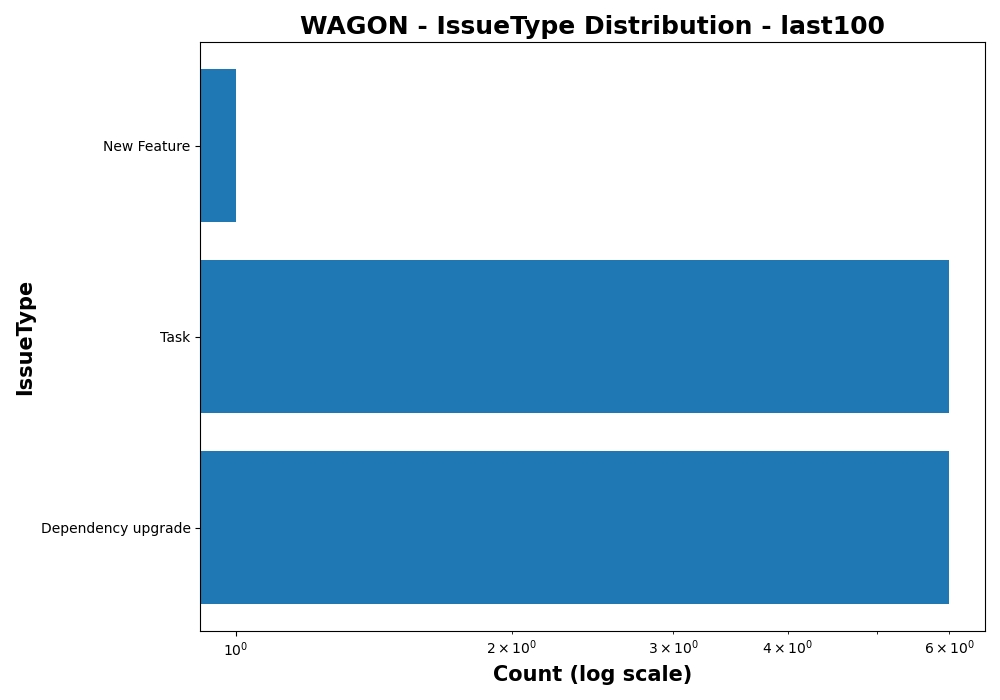 WAGON - IssueType Distribution - last100
New Feature
Task
Dependency upgrade
IssueType
10⁰
2 × 10⁰
3 × 10⁰
4 × 10⁰
6 × 10⁰
Count (log scale)